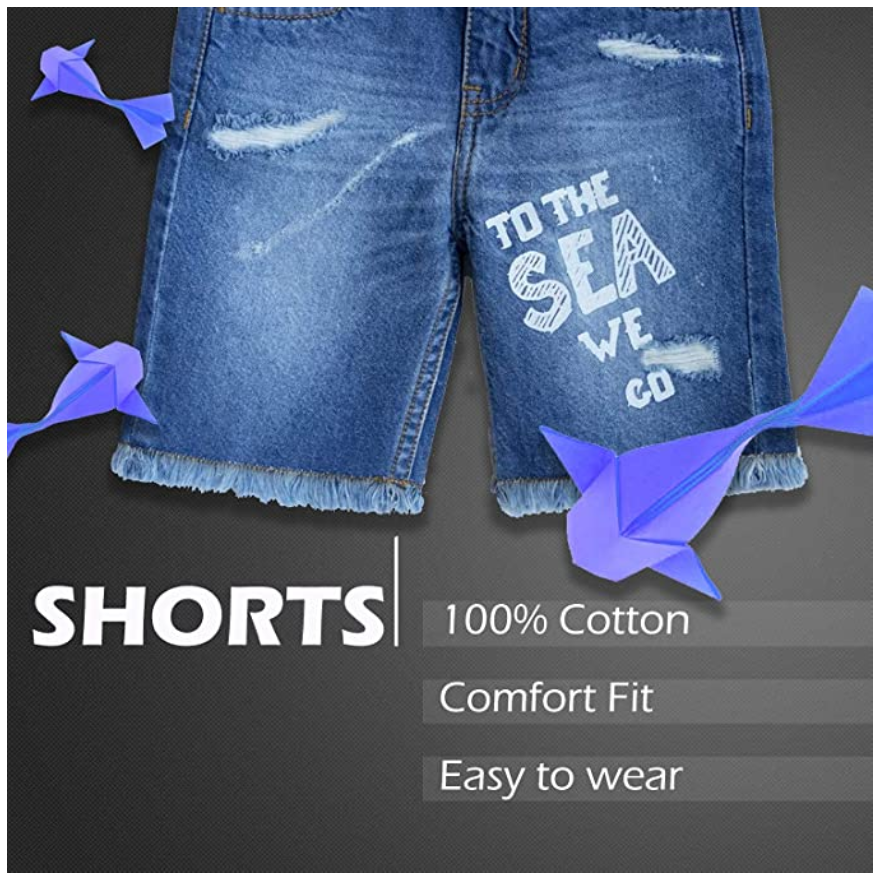 TO THE
SEA
WE
GO
SHORTS
100% Cotton
Comfort Fit
Easy to wear